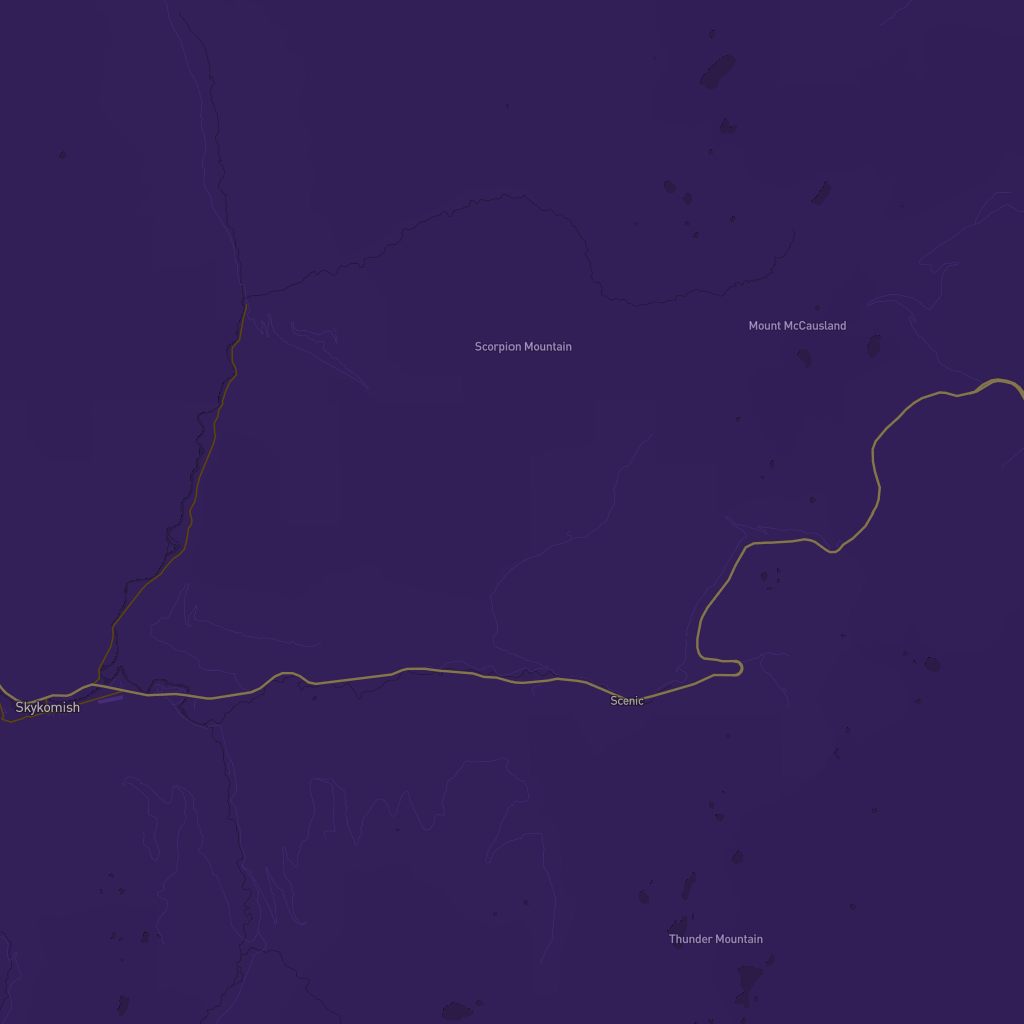 Mount McCausland
Scorpion Mountain
Scenic
Skykomish
Thunder Mountain